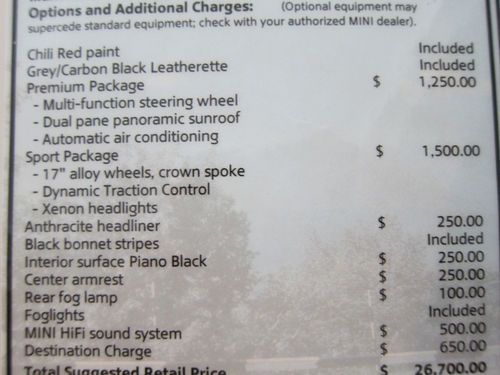 Options and Additional Charges: (Optional equipment may
supercede standard equipment; check with your authorized MINI dealer).
Chili Red paint Included
Grey/Carbon Black Leatherette Included
Premium Package $ 1,250.00
- Multi-function steering wheel
- Dual pane panoramic sunroof
- Automatic air conditioning
Sport Package $ 1,500.00
- 17" alloy wheels, crown spoke
- Dynamic Traction Control
- Xenon headlights
Anthracite headliner $ 250.00
Black bonnet stripes Included
Interior surface Piano Black $ 250.00
Center armrest $ 250.00
Rear fog lamp $ 100.00
Foglights Included
MINI HiFi sound system $ 500.00
Destination Charge $ 650.00
Total Suggested Retail Price $ 26,700.00